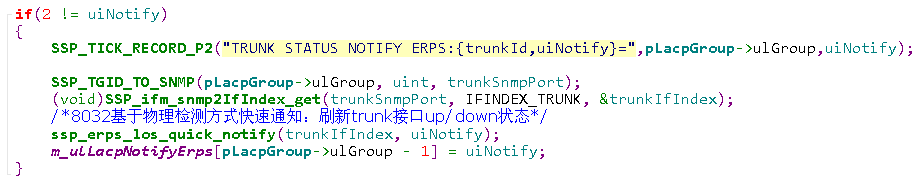 if(2 != uiNotify)
{
SSP_TICK_RECORD_P2("TRUNK STATUS NOTIFY ERPS:{trunkId,uiNotify}=",pLacpGroup->ulGroup,uiNotify);
SSP_TGID_TO_SNMP(pLacpGroup->ulGroup, uint, trunkSnmpPort);
(void)SSP_ifm_snmp2IfIndex_get(trunkSnmpPort, IFINDEX_TRUNK, &trunkIfIndex);
/*8032基于物理检测方式快速通知：刷新trunk接口up/down状态*/
ssp_erps_los_quick_notify(trunkIfIndex, uiNotify);
m_ulLacpNotifyErps[pLacpGroup->ulGroup - 1] = uiNotify;
}